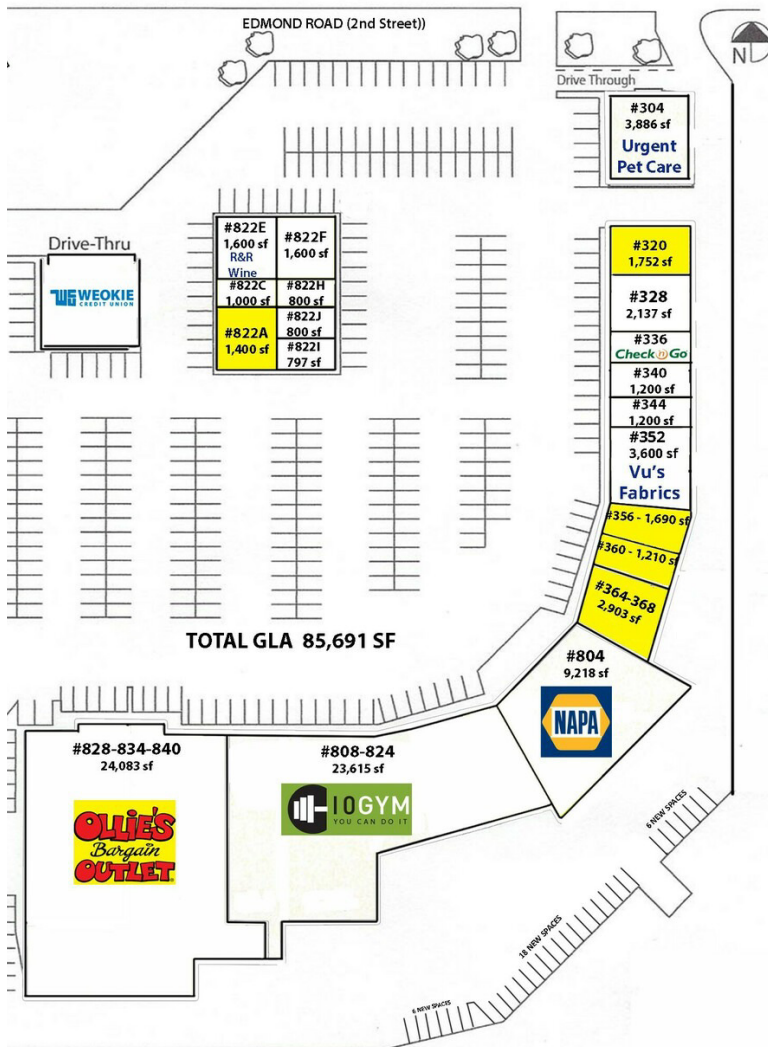 EDMOND ROAD (2nd Street))
N
Drive Through
#304
3,886 sf
Urgent
Pet Care
Drive-Thru
WEOKIE
CREDIT UNION
#822E
1,600 sf
R&R
Wine
#822F
1,600 sf
#822C
1,000 sf
#822H
800 sf
#822A
1,400 sf
#822J
800 sf
#822I
797 sf
#320
1,752 sf
#328
2,137 sf
#336
Check n Go
#340
1,200 sf
#344
1,200 sf
#352
3,600 sf
Vu's
Fabrics
#356 - 1,690 sf
#360 - 1,210 sf
#364-368
2,903 sf
TOTAL GLA 85,691 SF
#804
9,218 sf
NAPA
#828-834-840
24,083 sf
OLLIE'S
Bargain
OUTLET
#808-824
23,615 sf
10GYM
YOU CAN DO IT
6 NEW SPACES
18 NEW SPACES
6 NEW SPACES